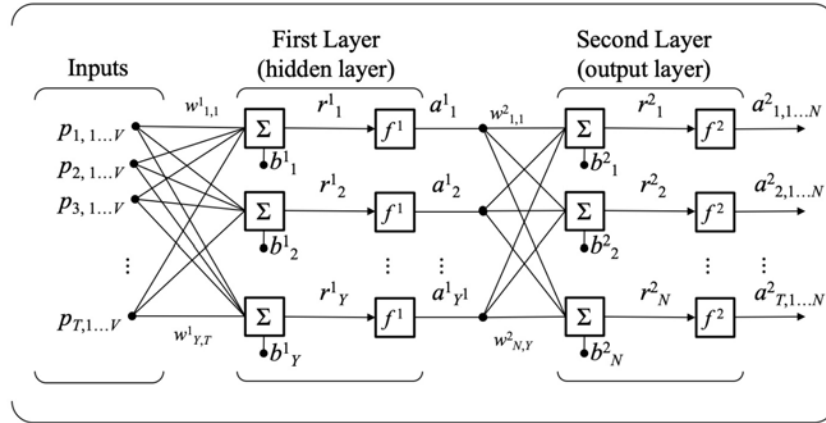 First Layer Second Layer
Inputs (hidden layer) (output layer)
w¹₁,₁ r¹₁ a¹₁ w²₁,₁ r²₁ a²₁,₁…N
p₁, ₁…V Σ f¹ Σ f²
b¹₁ b²₁
p₂, ₁…V r¹₂ a¹₂ r²₂ a²₂,₁…N
p₃, ₁…V Σ f¹ Σ f²
b¹₂ b²₂
⋮ ⋮ ⋮ ⋮ ⋮
r¹Y a¹Y¹ r²N a²T,₁…N
pT,₁…V Σ f¹ Σ f²
w¹Y,T b¹Y w²N,Y b²N